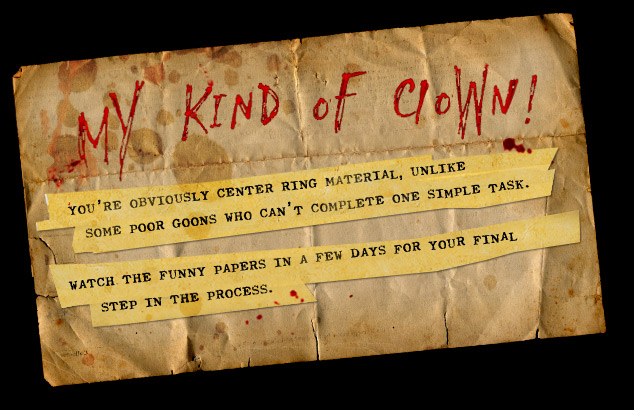 MY KIND OF CLOWN!
YOU'RE OBVIOUSLY CENTER RING MATERIAL, UNLIKE
SOME POOR GOONS WHO CAN'T COMPLETE ONE SIMPLE TASK.
WATCH THE FUNNY PAPERS IN A FEW DAYS FOR YOUR FINAL
STEP IN THE PROCESS.